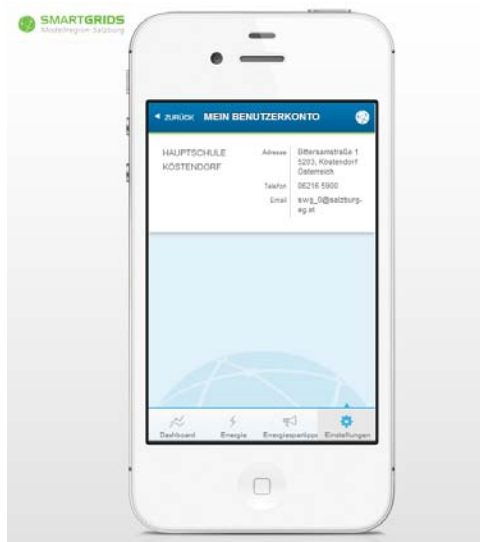 SMARTGRIDS
Modellregion Salzburg
ZURÜCK MEIN BENUTZERKONTO
HAUPTSCHULE
KÖSTENDORF
Adresse
Bittersamstraße 1
5203, Köstendorf
Österreich
Telefon
06216 5900
Email
swg_0@salzburg-
ag.at
Dashboard Energie Energiespartipps Einstellungen